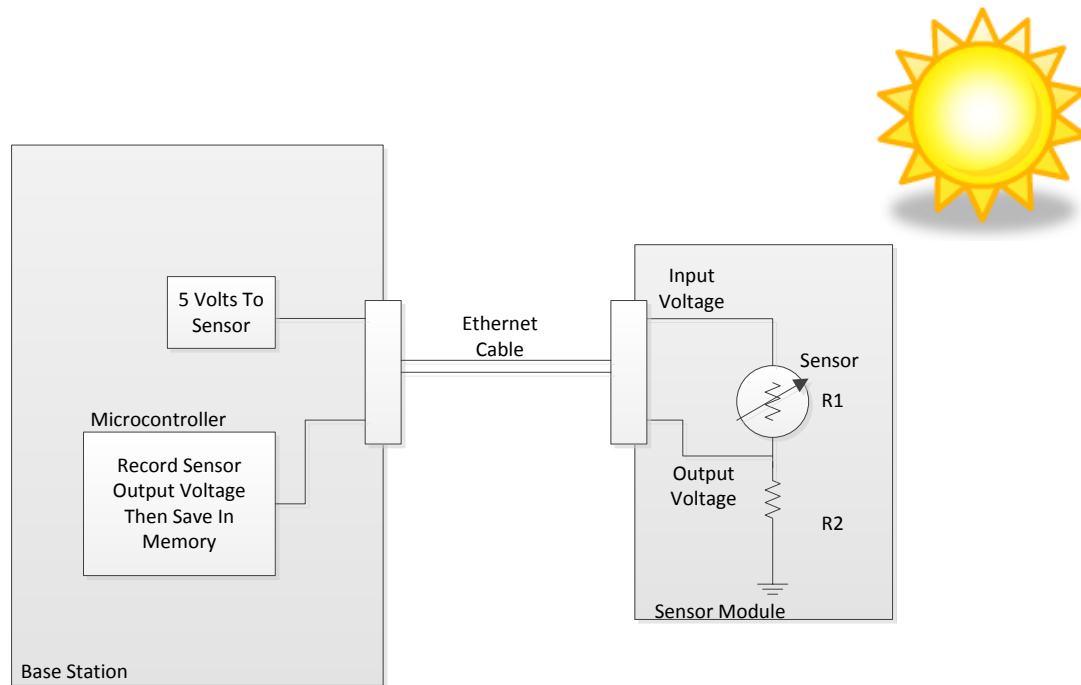 5 Volts To
Sensor
Microcontroller
Record Sensor
Output Voltage
Then Save In
Memory
Base Station
Ethernet
Cable
Input
Voltage
Sensor
R1
Output
Voltage
R2
Sensor Module